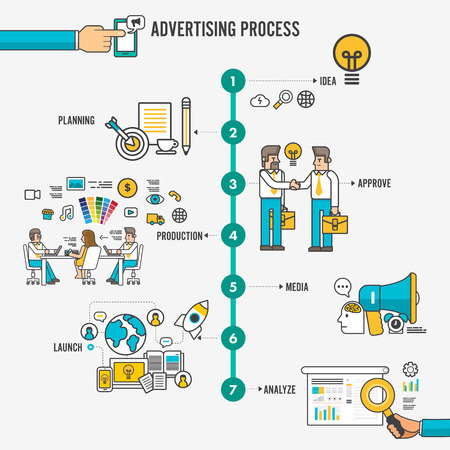 ADVERTISING PROCESS
1
IDEA
PLANNING
2
3
APPROVE
PRODUCTION
4
5
MEDIA
6
LAUNCH
7
ANALYZE